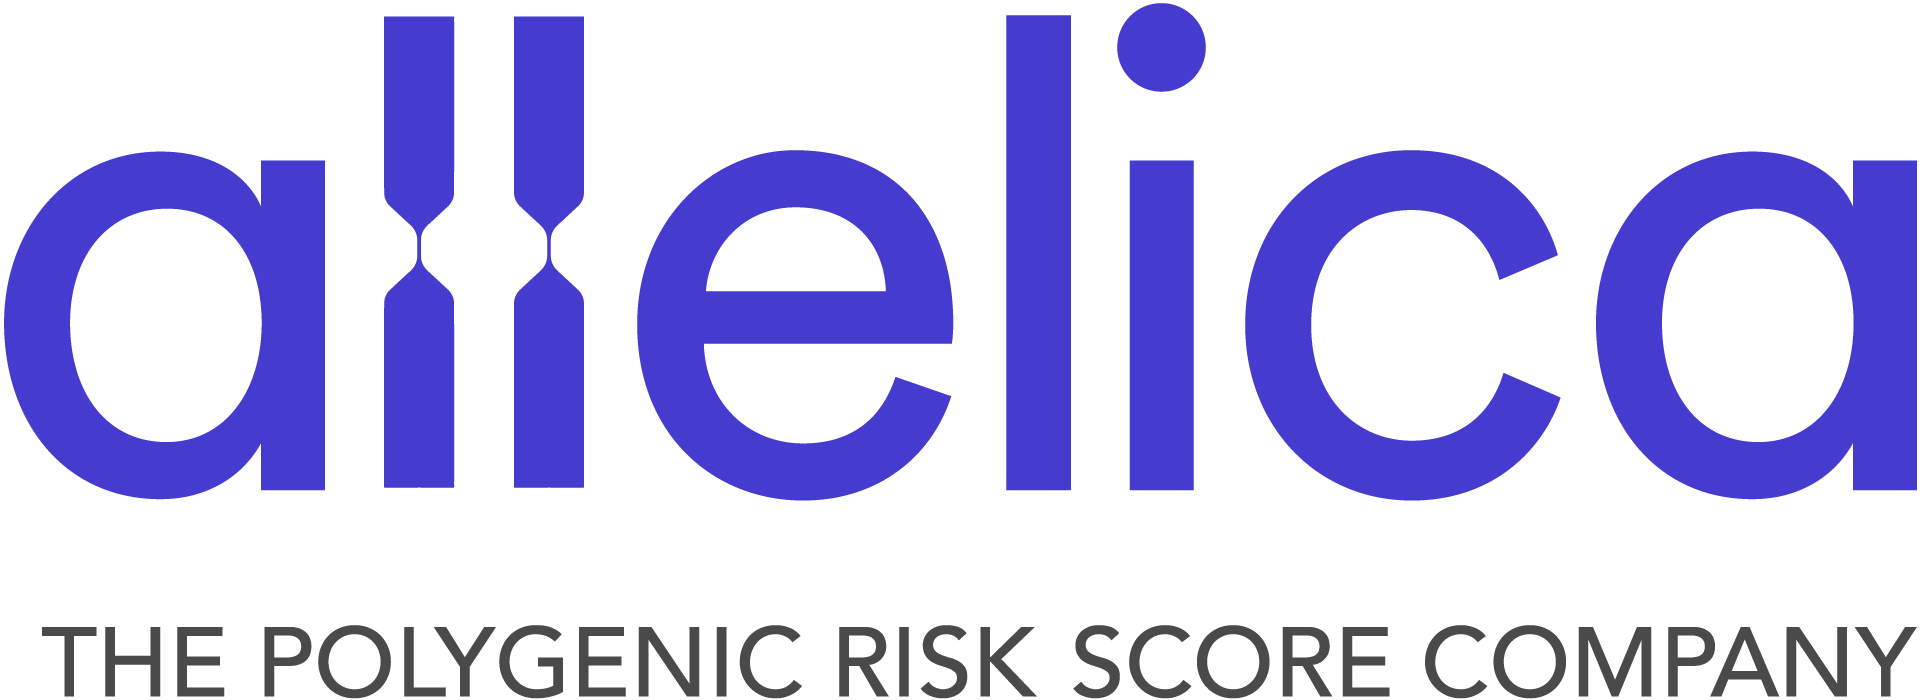 allelica
THE POLYGENIC RISK SCORE COMPANY